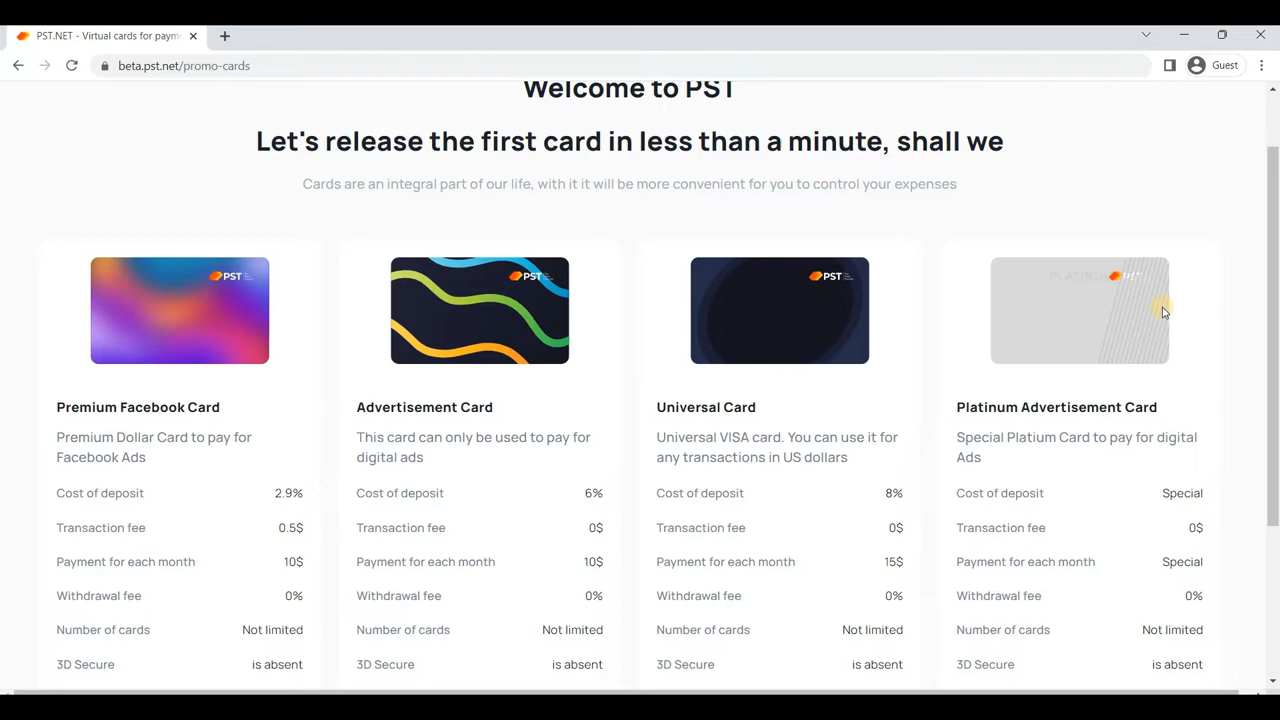 PST.NET - Virtual cards for payme
beta.pst.net/promo-cards
Guest
Welcome to PST
Let's release the first card in less than a minute, shall we
Cards are an integral part of our life, with it it will be more convenient for you to control your expenses
PST
PST
PST
PLATINUM PST
Premium Facebook Card
Premium Dollar Card to pay for
Facebook Ads
Cost of deposit 2.9%
Transaction fee 0.5$
Payment for each month 10$
Withdrawal fee 0%
Number of cards Not limited
3D Secure is absent
Advertisement Card
This card can only be used to pay for
digital ads
Cost of deposit 6%
Transaction fee 0$
Payment for each month 10$
Withdrawal fee 0%
Number of cards Not limited
3D Secure is absent
Universal Card
Universal VISA card. You can use it for
any transactions in US dollars
Cost of deposit 8%
Transaction fee 0$
Payment for each month 15$
Withdrawal fee 0%
Number of cards Not limited
3D Secure is absent
Platinum Advertisement Card
Special Platium Card to pay for digital
Ads
Cost of deposit Special
Transaction fee 0$
Payment for each month Special
Withdrawal fee 0%
Number of cards Not limited
3D Secure is absent